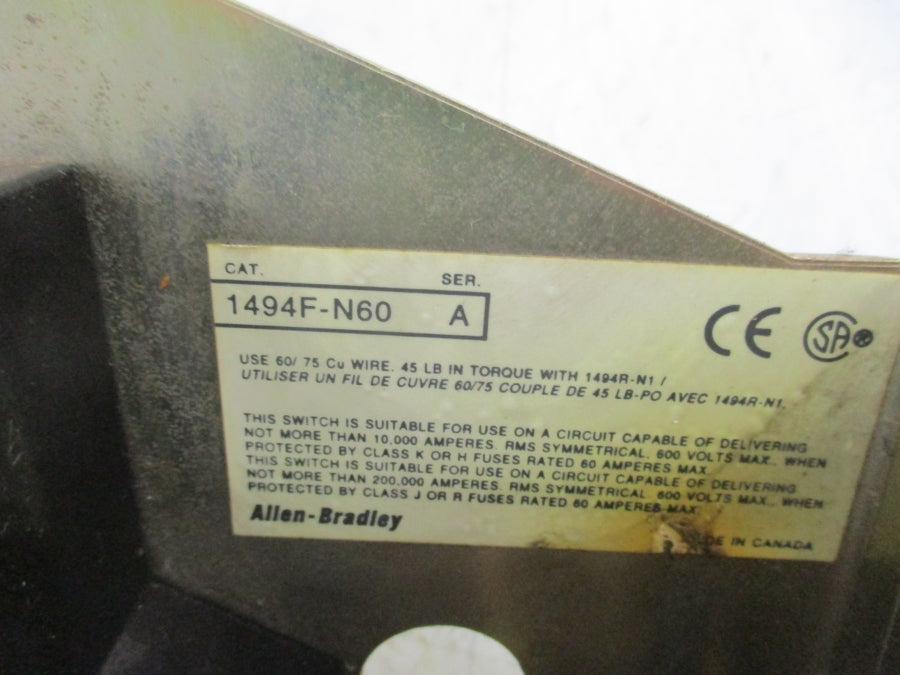 CAT. SER.
1494F-N60 A
CE SA®
USE 60/ 75 Cu WIRE. 45 LB IN TORQUE WITH 1494R-N1 /
UTILISER UN FIL DE CUVRE 60/75 COUPLE DE 45 LB-PO AVEC 1494R-N1.
THIS SWITCH IS SUITABLE FOR USE ON A CIRCUIT CAPABLE OF DELIVERING
NOT MORE THAN 10,000 AMPERES. RMS SYMMETRICAL, 600 VOLTS MAX., WHEN
PROTECTED BY CLASS K OR H FUSES RATED 60 AMPERES MAX.
THIS SWITCH IS SUITABLE FOR USE ON A CIRCUIT CAPABLE OF DELIVERING
NOT MORE THAN 200,000 AMPERES. RMS SYMMETRICAL 600 VOLTS MAX., WHEN
PROTECTED BY CLASS J OR R FUSES RATED 60 AMPERES MAX.
Allen-Bradley
IN CANADA